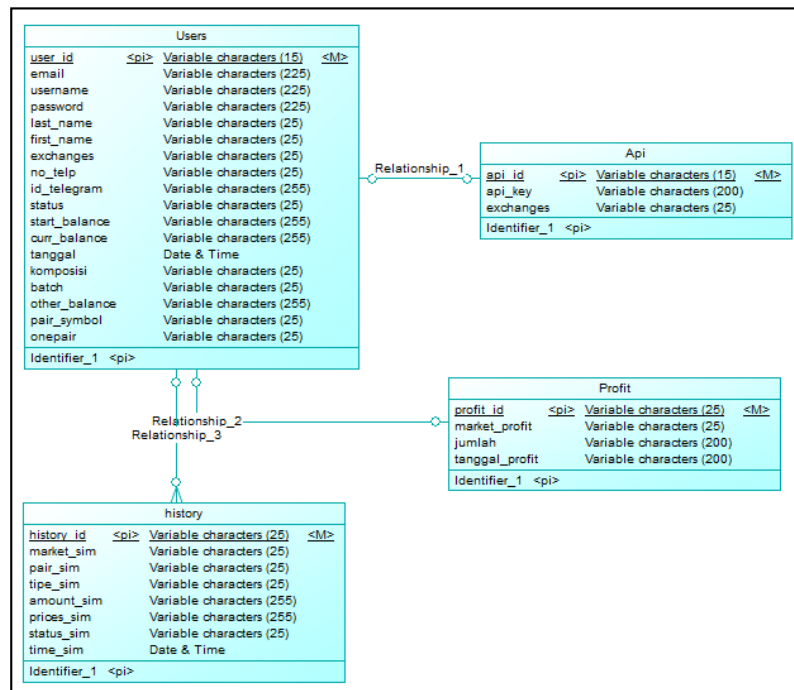 Users
user_id <pi> Variable characters (15) <M>
email Variable characters (225)
username Variable characters (225)
password Variable characters (225)
last_name Variable characters (25)
first_name Variable characters (25)
exchanges Variable characters (25)
no_telp Variable characters (25)
id_telegram Variable characters (255)
status Variable characters (25)
start_balance Variable characters (255)
curr_balance Variable characters (255)
tanggal Date & Time
komposisi Variable characters (25)
batch Variable characters (25)
other_balance Variable characters (255)
pair_symbol Variable characters (25)
onepair Variable characters (25)
Identifier_1 <pi>
Relationship_1
Api
api_id <pi> Variable characters (15) <M>
api_key Variable characters (200)
exchanges Variable characters (25)
Identifier_1 <pi>
Relationship_2
Relationship_3
Profit
profit_id <pi> Variable characters (25) <M>
market_profit Variable characters (25)
jumlah Variable characters (200)
tanggal_profit Variable characters (200)
Identifier_1 <pi>
history
history_id <pi> Variable characters (25) <M>
market_sim Variable characters (25)
pair_sim Variable characters (25)
tipe_sim Variable characters (25)
amount_sim Variable characters (255)
prices_sim Variable characters (255)
status_sim Variable characters (25)
time_sim Date & Time
Identifier_1 <pi>